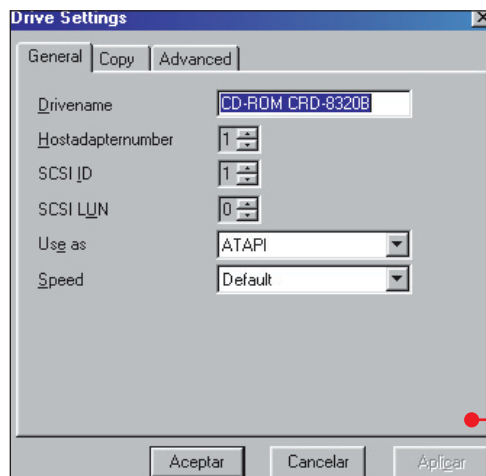 Drive Settings
General Copy Advanced
Drivename CD-ROM CRD-8320B
Hostadapternumber 1
SCSI ID 1
SCSI LUN 0
Use as ATAPI
Speed Default
Aceptar Cancelar Aplicar